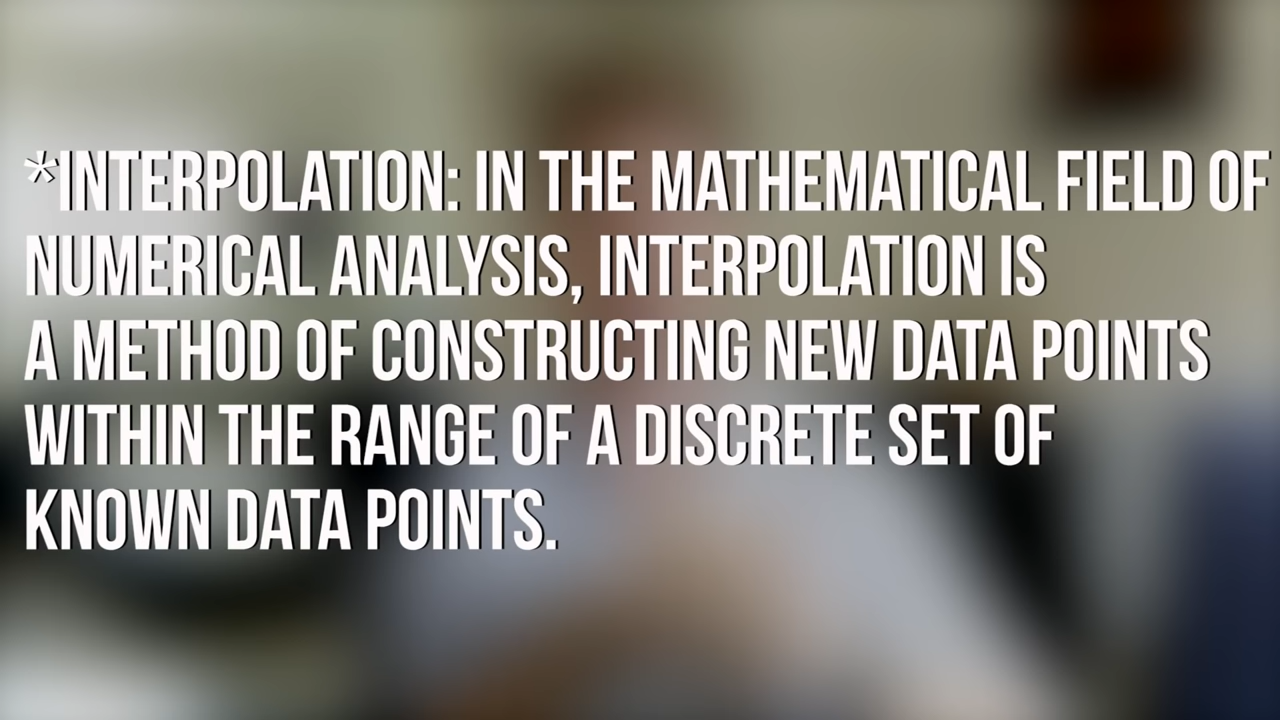 *INTERPOLATION: IN THE MATHEMATICAL FIELD OF
NUMERICAL ANALYSIS, INTERPOLATION IS
A METHOD OF CONSTRUCTING NEW DATA POINTS
WITHIN THE RANGE OF A DISCRETE SET OF
KNOWN DATA POINTS.